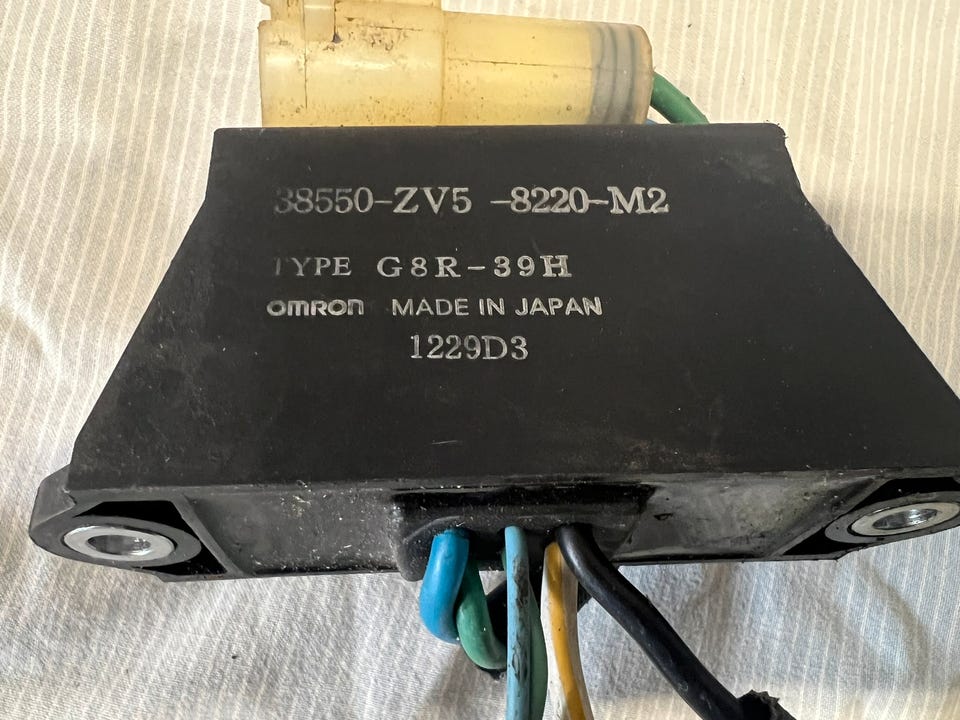 38550-ZV5 -8220-M2
TYPE G8R-39H
OMRON MADE IN JAPAN
1229D3